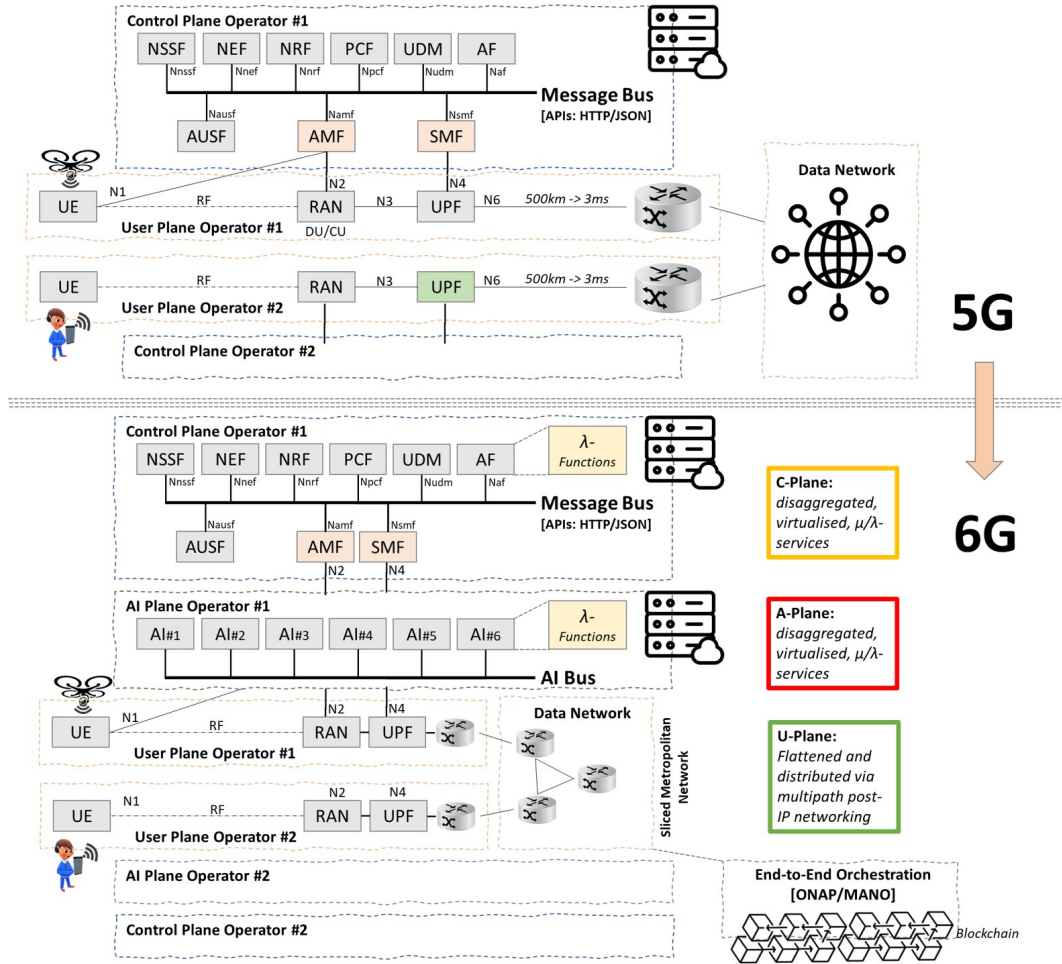 Control Plane Operator #1
NSSF NEF NRF PCF UDM AF
Nnssf Nnef Nnrf Npcf Nudm Naf
Message Bus
[APIs: HTTP/JSON]
Nausf Namf Nsmf
AUSF AMF SMF
Data Network
N1 N2 N4
UE RF RAN N3 UPF N6 500km -> 3ms
DU/CU
User Plane Operator #1
UE RF RAN N3 UPF N6 500km -> 3ms
User Plane Operator #2
Control Plane Operator #2
5G
6G
Control Plane Operator #1
λ-
Functions
NSSF NEF NRF PCF UDM AF
Nnssf Nnef Nnrf Npcf Nudm Naf
Message Bus
[APIs: HTTP/JSON]
Nausf Namf Nsmf
AUSF AMF SMF
N2 N4
C-Plane:
disaggregated,
virtualised, μ/λ-
services
AI Plane Operator #1
λ-
Functions
AI#1 AI#2 AI#3 AI#4 AI#5 AI#6
AI Bus
A-Plane:
disaggregated,
virtualised, μ/λ-
services
N1 N2 N4
UE RF RAN UPF
User Plane Operator #1
Data Network
Sliced Metropolitan
Network
U-Plane:
Flattened and
distributed via
multipath post-
IP networking
N1 N2 N4
UE RF RAN UPF
User Plane Operator #2
AI Plane Operator #2
Control Plane Operator #2
End-to-End Orchestration
[ONAP/MANO]
Blockchain